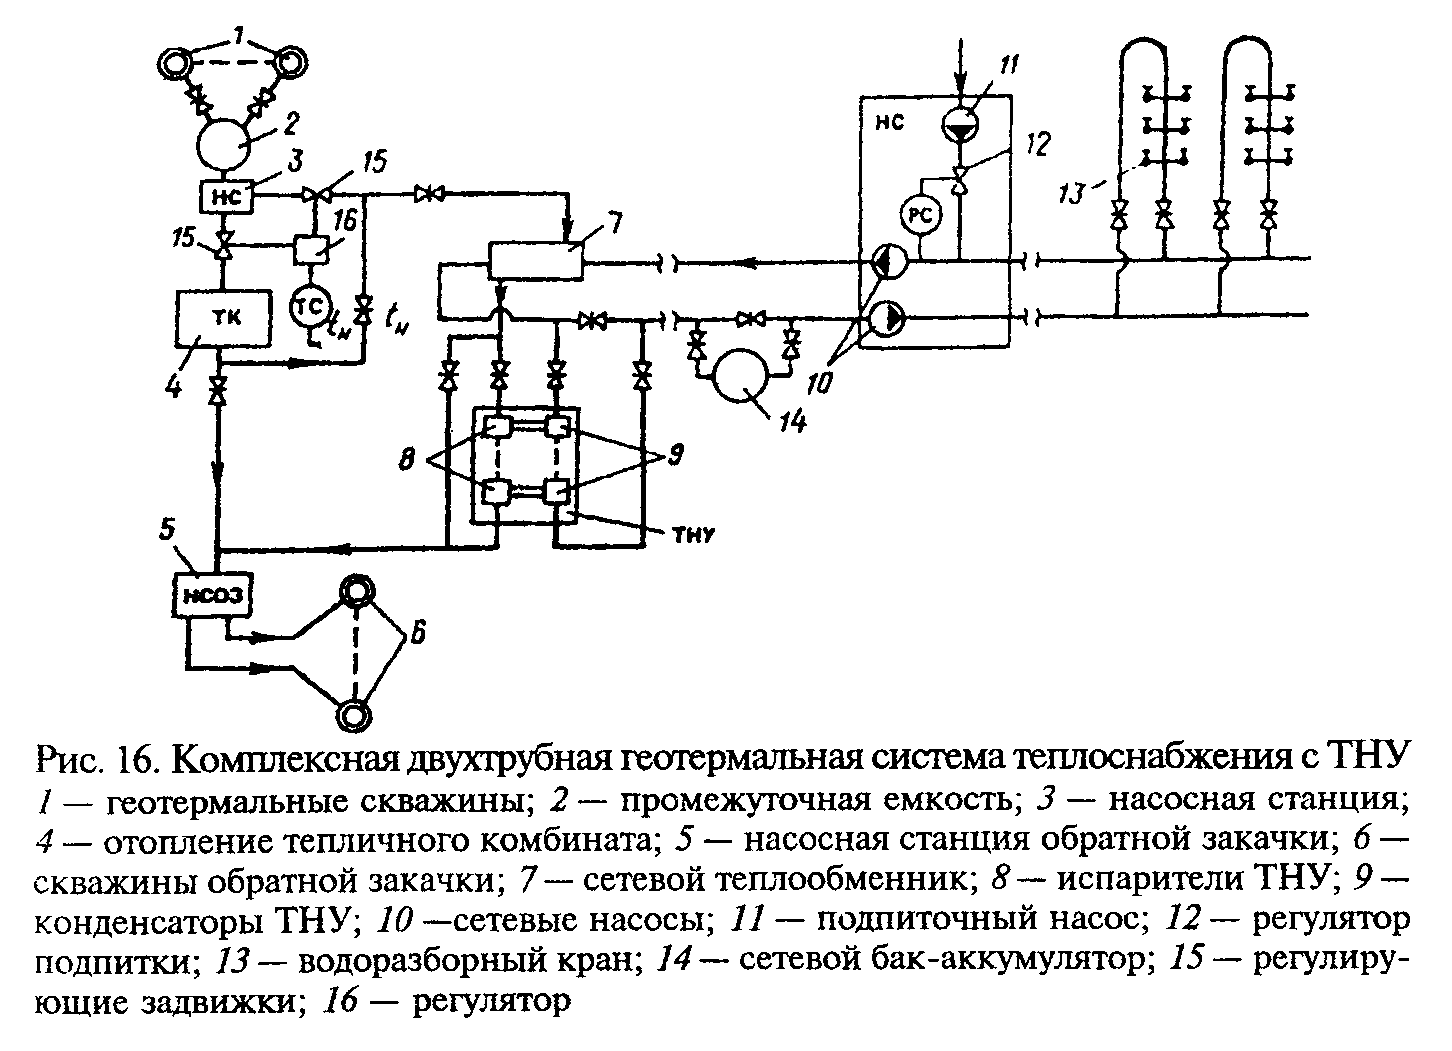 1
2
3
НС
15
16
15
ТС
tн
tн
ТК
4
7
8
9
ТНУ
5
НСОЗ
6
НС
11
12
РС
10
14
13
Рис. 16. Комплексная двухтрубная геотермальная система теплоснабжения с ТНУ
1 — геотермальные скважины; 2 — промежуточная емкость; 3 — насосная станция;
4 — отопление тепличного комбината; 5 — насосная станция обратной закачки; 6 —
скважины обратной закачки; 7 — сетевой теплообменник; 8 — испарители ТНУ; 9 —
конденсаторы ТНУ; 10 —сетевые насосы; 11 — подпиточный насос; 12 — регулятор
подпитки; 13 — водоразборный кран; 14 — сетевой бак-аккумулятор; 15 — регулиру-
ющие задвижки; 16 — регулятор